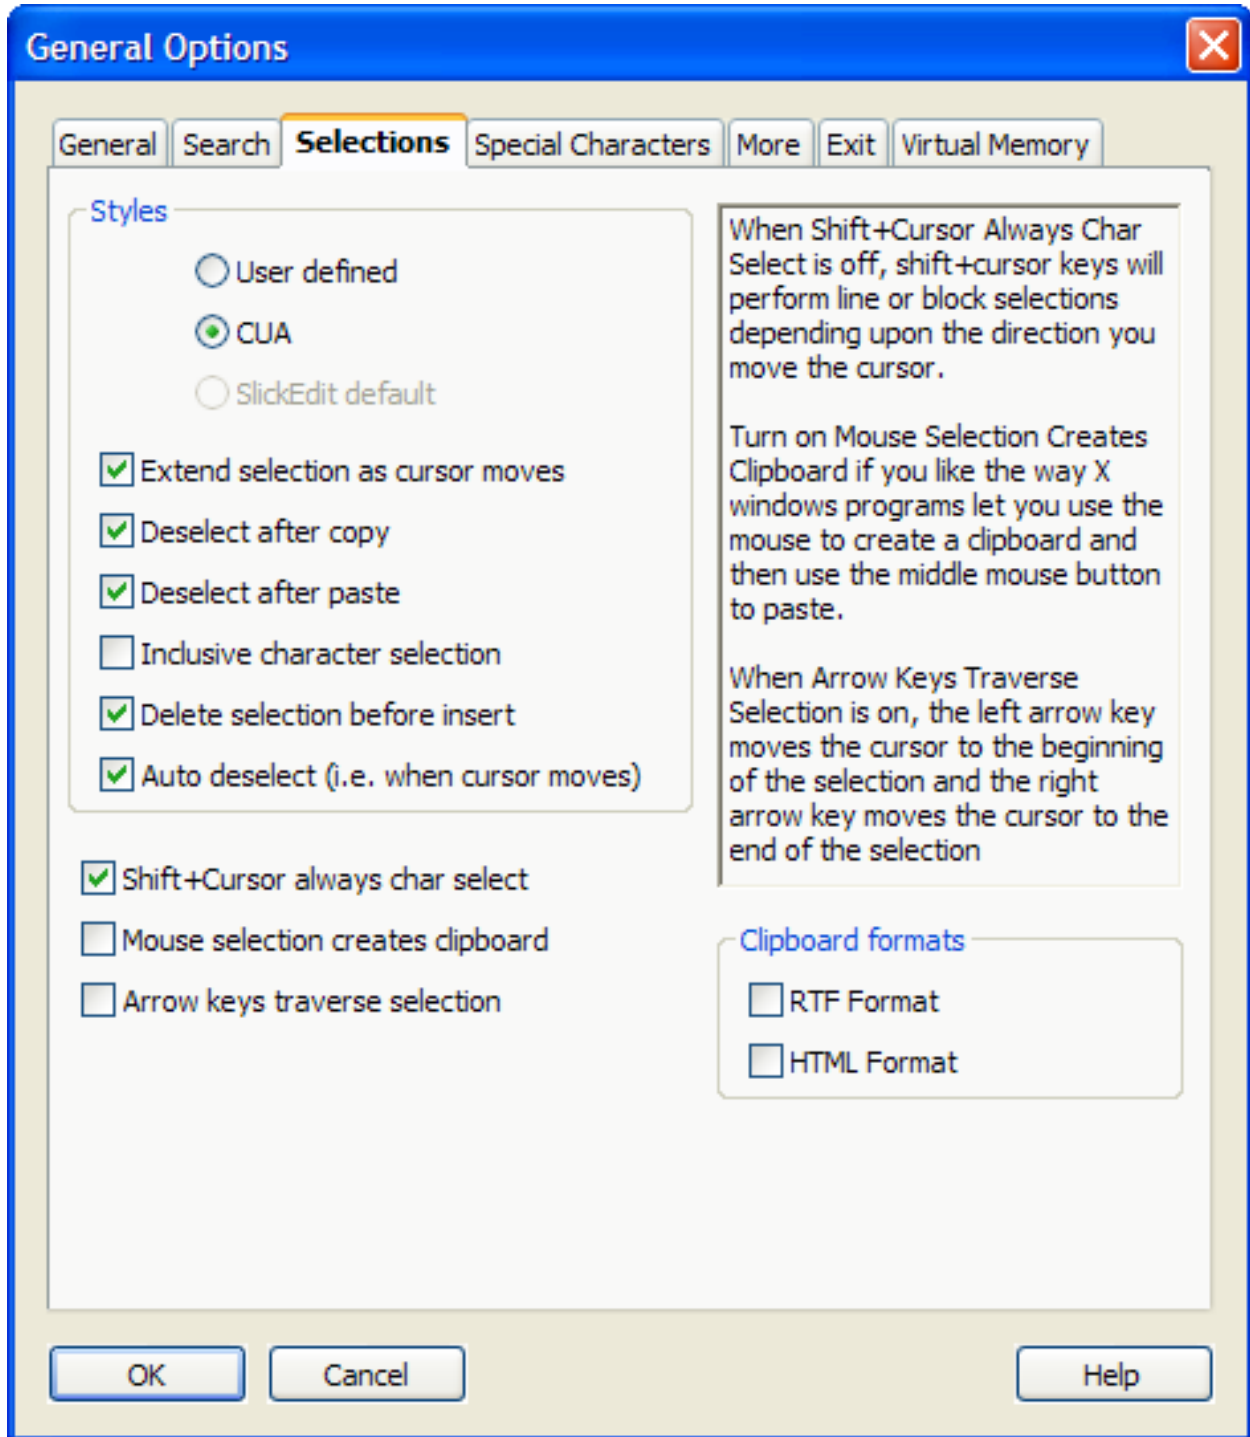 General Options
General Search Selections Special Characters More Exit Virtual Memory
Styles
User defined
CUA
SlickEdit default
Extend selection as cursor moves
Deselect after copy
Deselect after paste
Inclusive character selection
Delete selection before insert
Auto deselect (i.e. when cursor moves)
Shift+Cursor always char select
Mouse selection creates clipboard
Arrow keys traverse selection
When Shift+Cursor Always Char
Select is off, shift+cursor keys will
perform line or block selections
depending upon the direction you
move the cursor.
Turn on Mouse Selection Creates
Clipboard if you like the way X
windows programs let you use the
mouse to create a clipboard and
then use the middle mouse button
to paste.
When Arrow Keys Traverse
Selection is on, the left arrow key
moves the cursor to the beginning
of the selection and the right
arrow key moves the cursor to the
end of the selection
Clipboard formats
RTF Format
HTML Format
OK Cancel Help